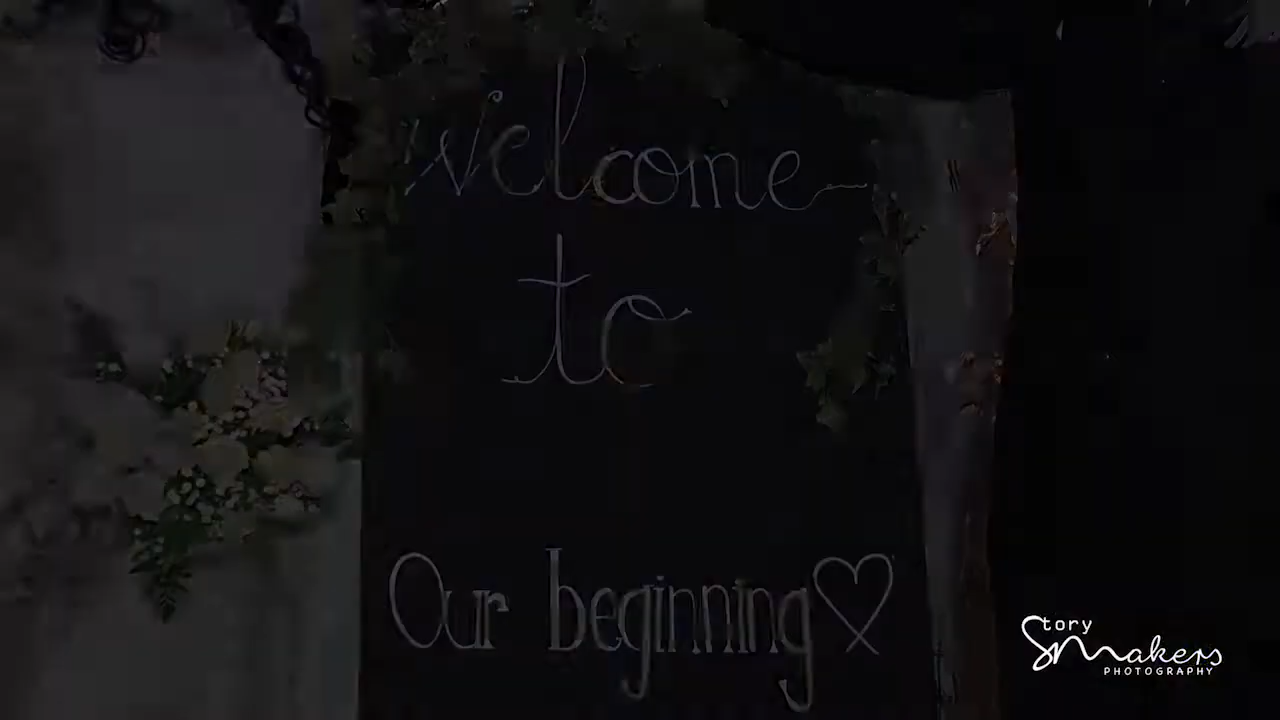 Welcome
to
Our beginning♡
Story
Makers
PHOTOGRAPHY